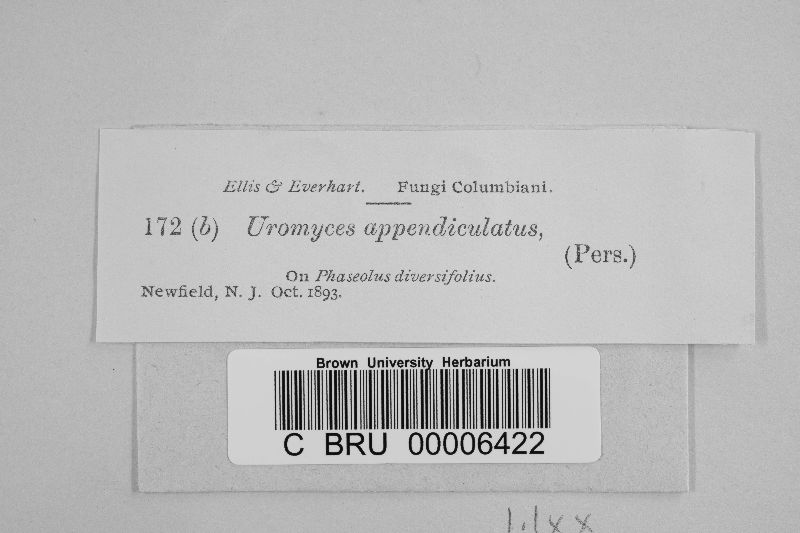 Ellis & Everhart. Fungi Columbiani.
172 (b) Uromyces appendiculatus,
(Pers.)
On Phaseolus diversifolius.
Newfield, N. J. Oct. 1893.
Brown University Herbarium
C BRU 00006422